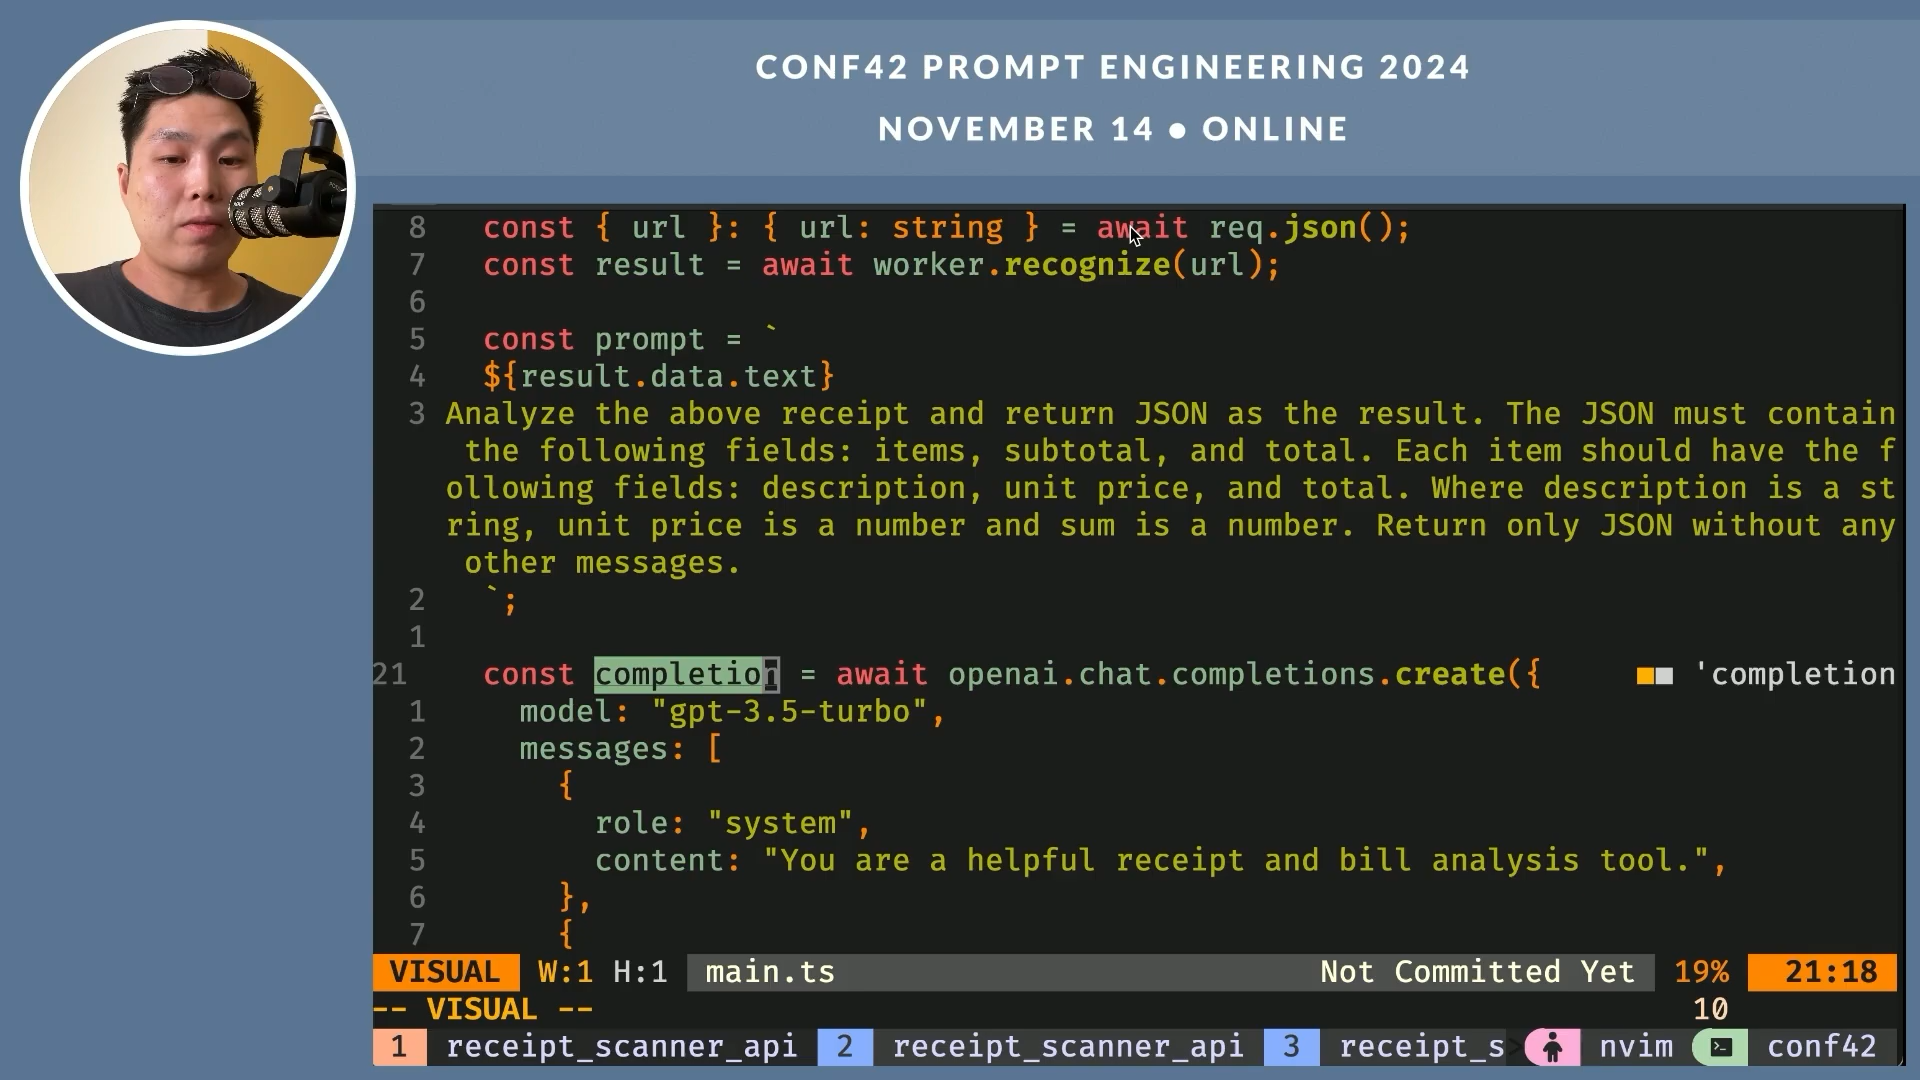 CONF42 PROMPT ENGINEERING 2024
NOVEMBER 14 ● ONLINE
8 const { url }: { url: string } = await req.json();
7 const result = await worker.recognize(url);
6
5 const prompt = `
4 ${result.data.text}
3 Analyze the above receipt and return JSON as the result. The JSON must contain
the following fields: items, subtotal, and total. Each item should have the f
ollowing fields: description, unit price, and total. Where description is a st
ring, unit price is a number and sum is a number. Return only JSON without any
other messages.
2 `;
1
21 const completion = await openai.chat.completions.create({ 'completion
1 model: "gpt-3.5-turbo",
2 messages: [
3 {
4 role: "system",
5 content: "You are a helpful receipt and bill analysis tool.",
6 },
7 {
VISUAL W:1 H:1 main.ts Not Committed Yet 19% 21:18
-- VISUAL -- 10
1 receipt_scanner_api 2 receipt_scanner_api 3 receipt_s> nvim conf42